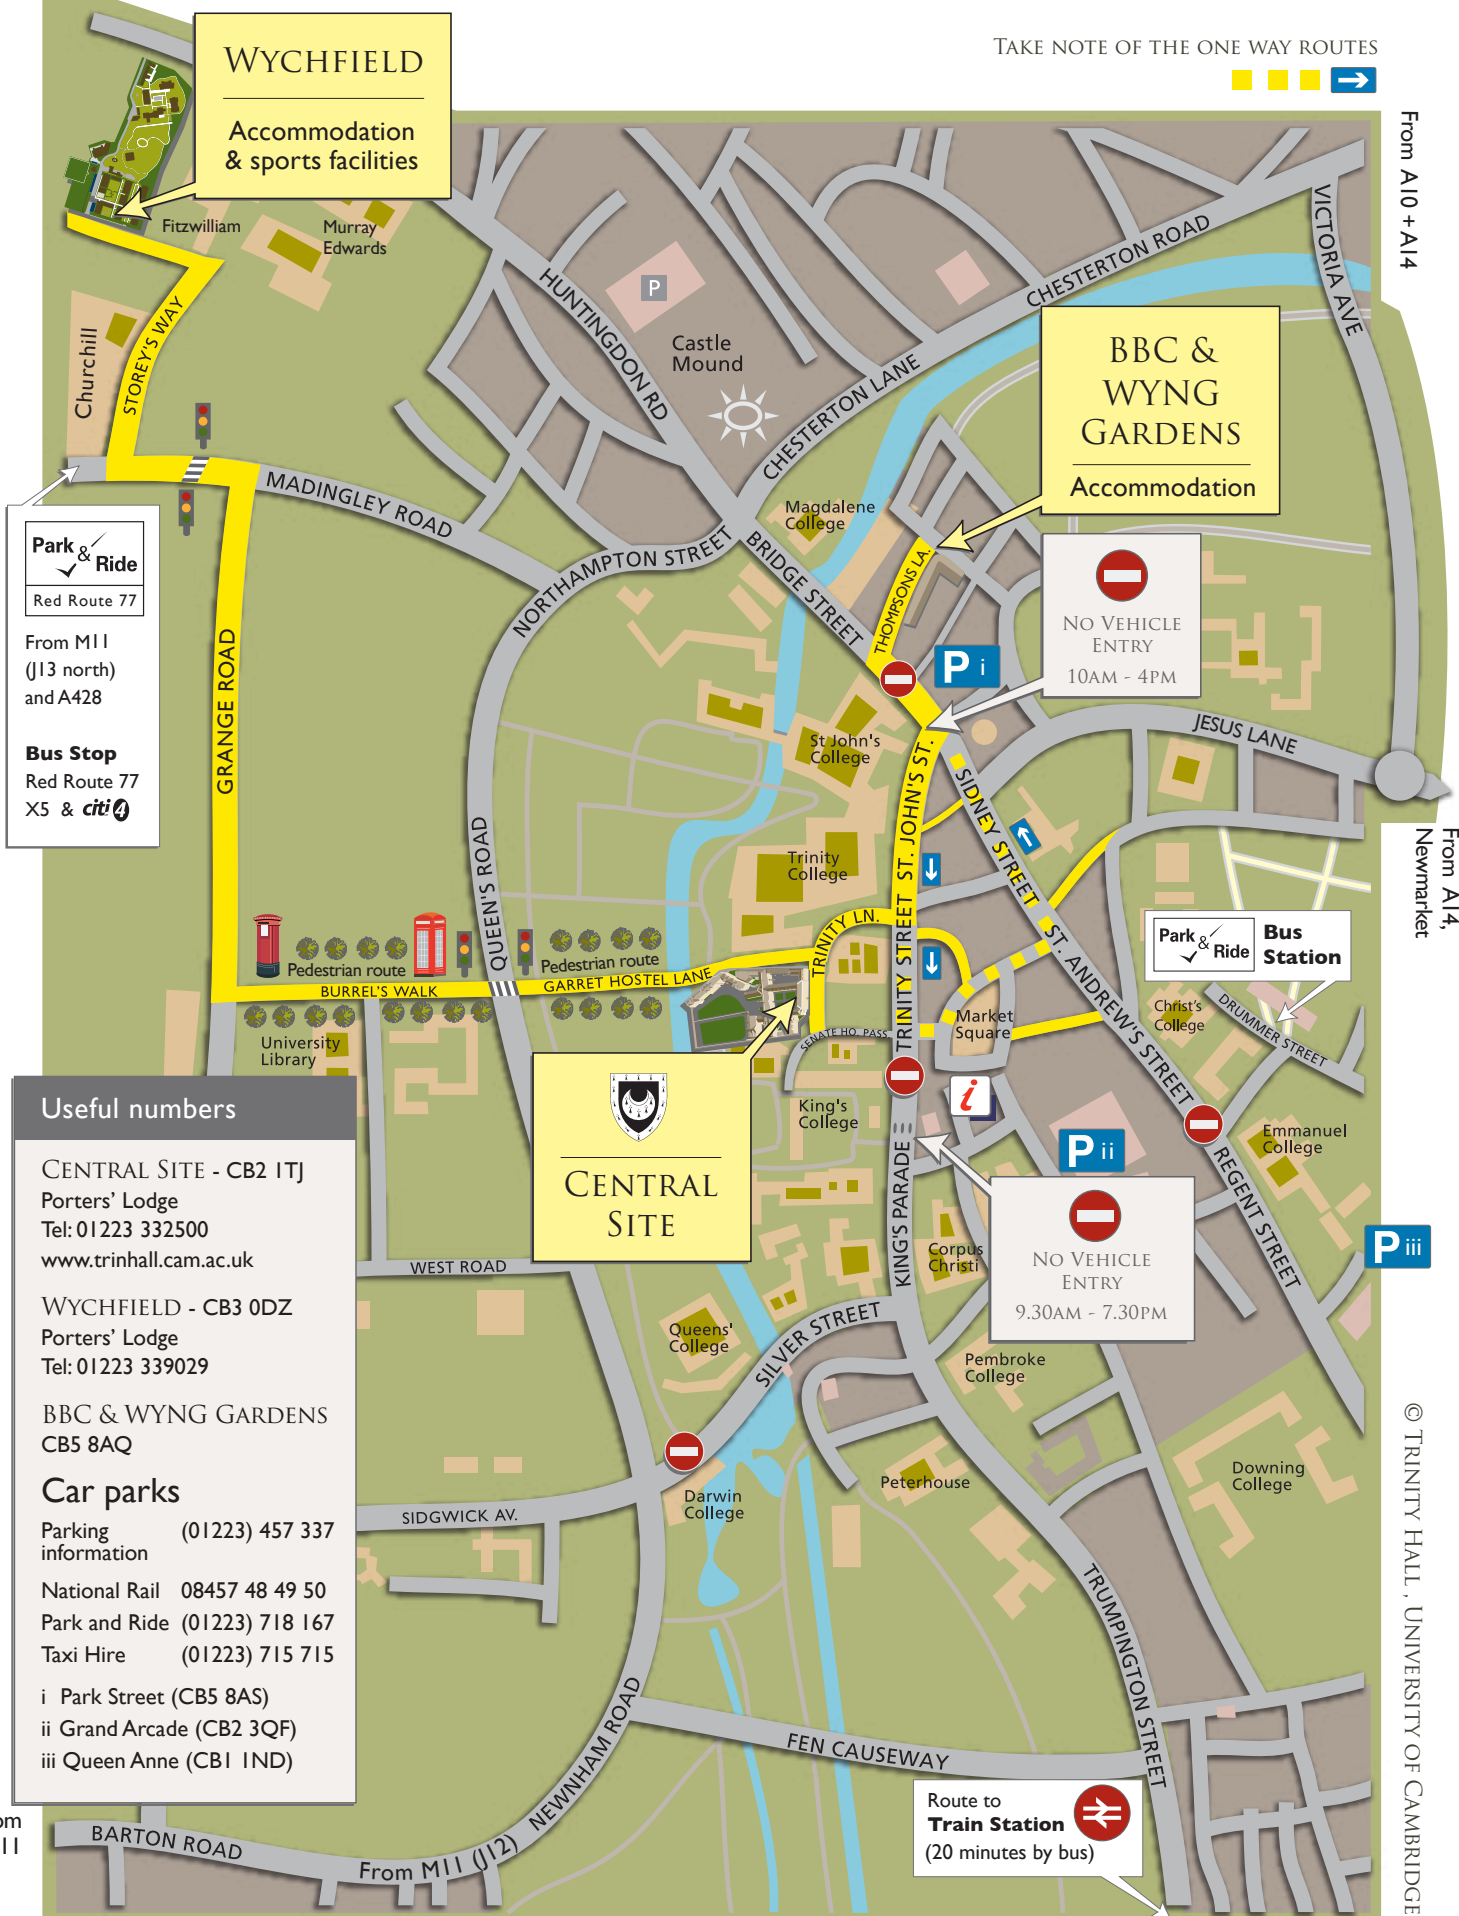 WYCHFIELD
Accommodation
& sports facilities
TAKE NOTE OF THE ONE WAY ROUTES
From A10 + A14
VICTORIA AVE
CHESTERTON ROAD
Fitzwilliam
Murray
Edwards
HUNTINGDON RD
P
Castle
Mound
CHESTERTON LANE
BBC &
WYNG
GARDENS
Accommodation
Churchill
STOREY'S WAY
MADINGLEY ROAD
NORTHAMPTON STREET
Magdalene
College
BRIDGE STREET
THOMPSONS LA.
Park & Ride
Red Route 77
From M11
(J13 north)
and A428
Bus Stop
Red Route 77
X5 & citi 4
NO VEHICLE
ENTRY
10AM - 4PM
P i
JESUS LANE
GRANGE ROAD
St John's
College
ST. JOHN'S ST.
SIDNEY STREET
QUEEN'S ROAD
Trinity
College
TRINITY LN.
TRINITY STREET
ST. ANDREW'S STREET
From A14,
Newmarket
Park & Ride
Bus
Station
Pedestrian route
Pedestrian route
BURREL'S WALK
GARRET HOSTEL LANE
Market
Square
Christ's
College
DRUMMER STREET
SENATE HO. PASS.
University
Library
CENTRAL
SITE
King's
College
i
P ii
Emmanuel
College
REGENT STREET
KING'S PARADE
NO VEHICLE
ENTRY
9.30AM - 7.30PM
P iii
Corpus
Christi
WEST ROAD
Queens'
College
SILVER STREET
Pembroke
College
Useful numbers
CENTRAL SITE - CB2 1TJ
Porters' Lodge
Tel: 01223 332500
www.trinhall.cam.ac.uk
WYCHFIELD - CB3 0DZ
Porters' Lodge
Tel: 01223 339029
BBC & WYNG GARDENS
CB5 8AQ
Car parks
Parking
information (01223) 457 337
National Rail 08457 48 49 50
Park and Ride (01223) 718 167
Taxi Hire (01223) 715 715
i Park Street (CB5 8AS)
ii Grand Arcade (CB2 3QF)
iii Queen Anne (CB1 1ND)
Darwin
College
Peterhouse
Downing
College
SIDGWICK AV.
TRUMPINGTON STREET
NEWNHAM ROAD
FEN CAUSEWAY
Route to
Train Station
(20 minutes by bus)
BARTON ROAD
From M11 (J12)
© TRINITY HALL , UNIVERSITY OF CAMBRIDGE